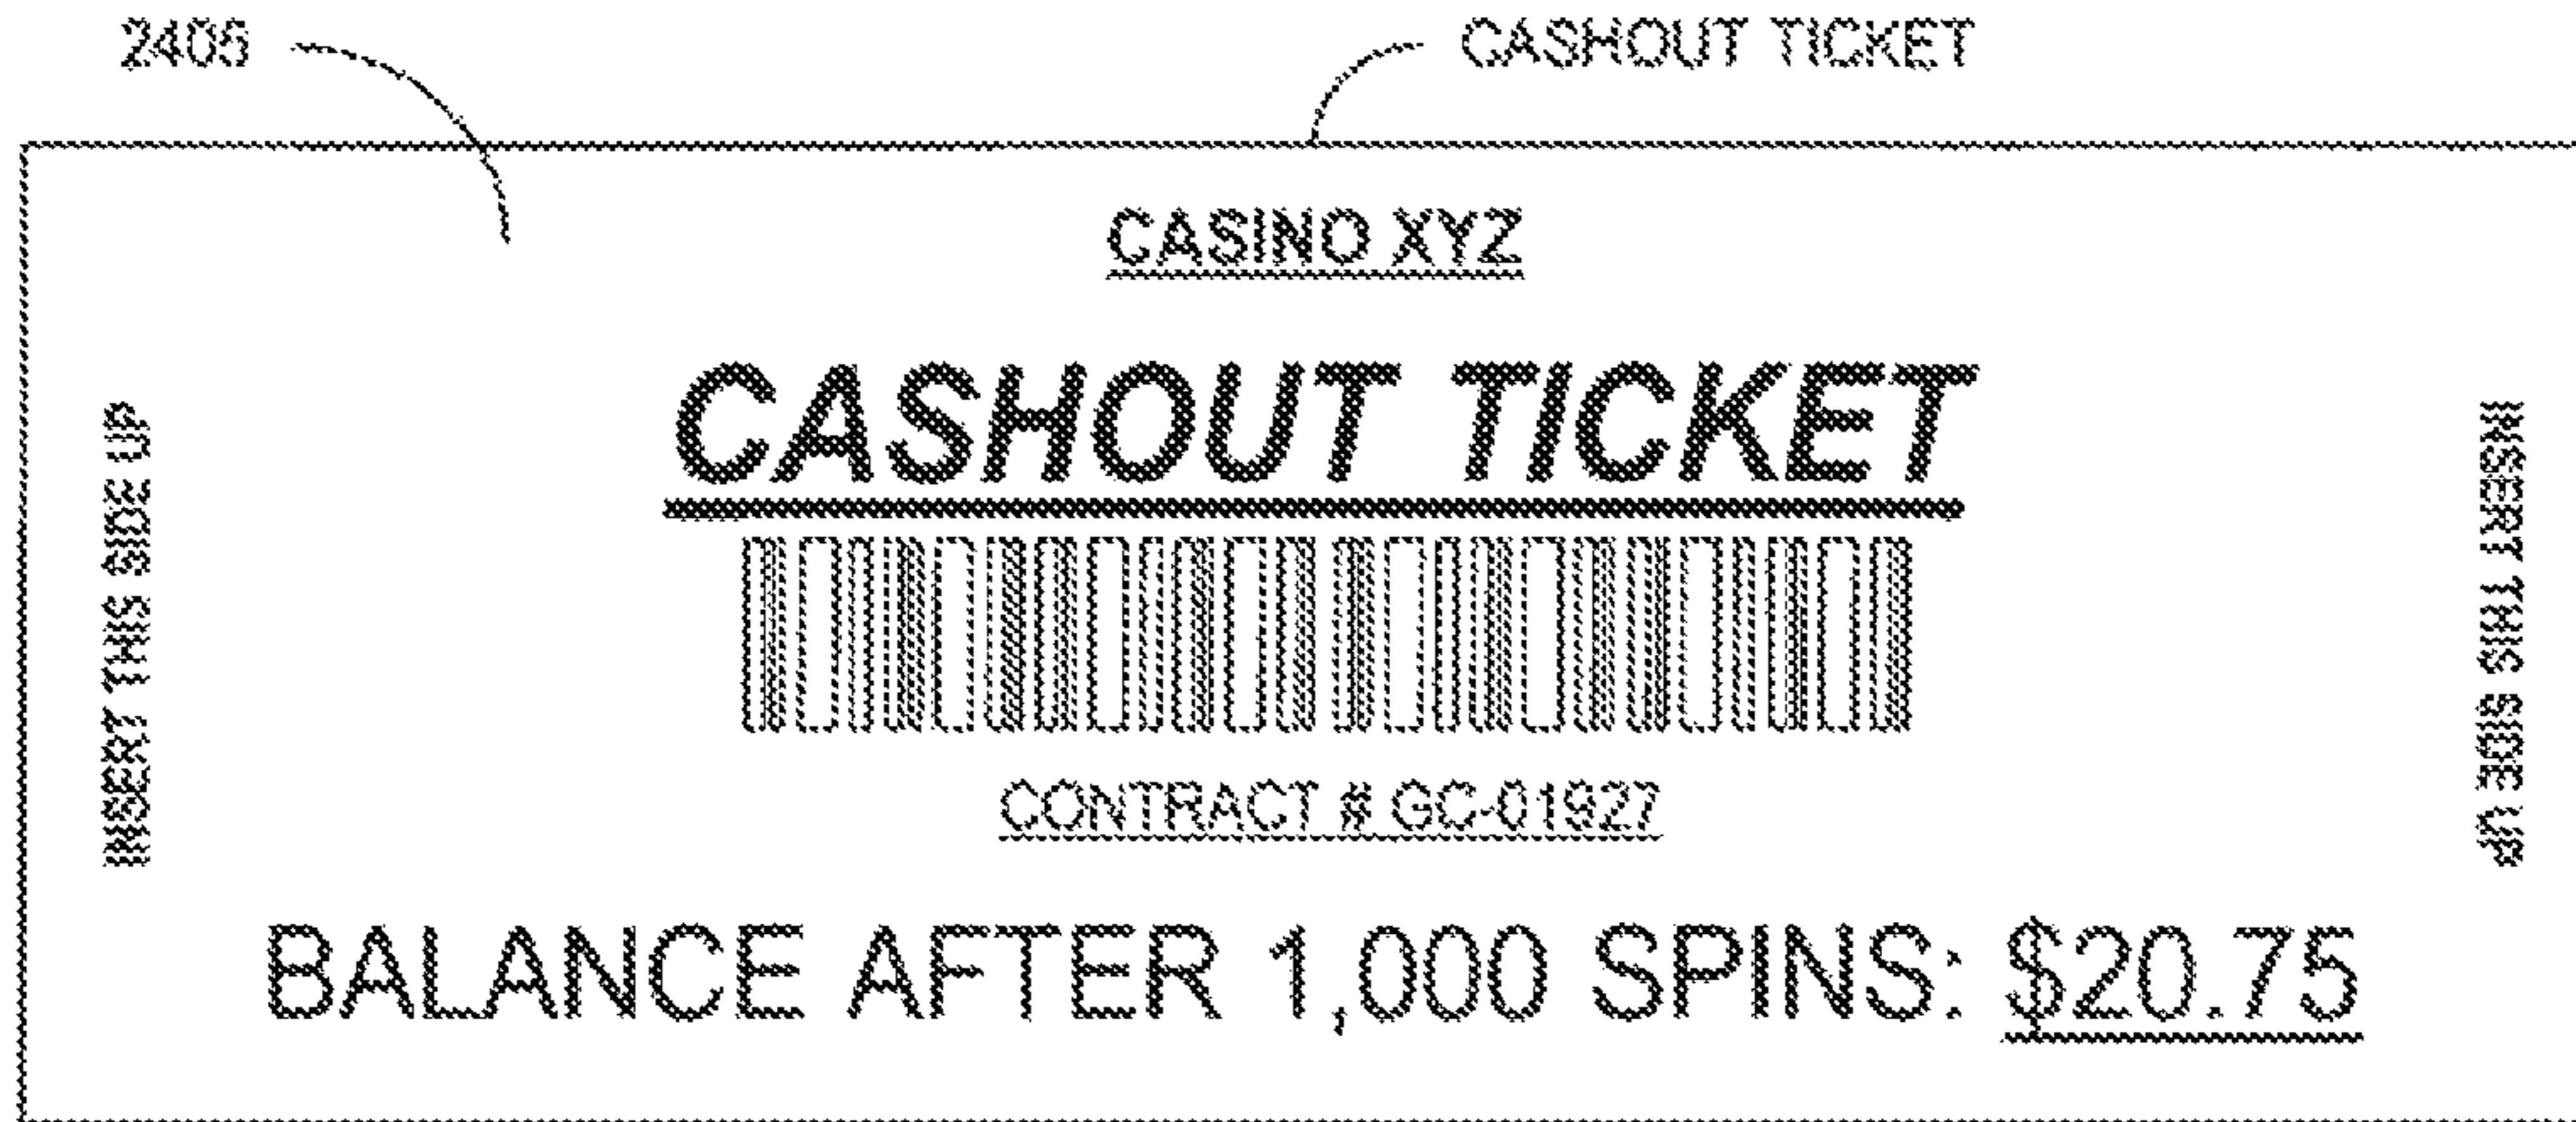 2405
CASHOUT TICKET
CASINO XYZ
CASHOUT TICKET
INSERT THIS SIDE UP
INSERT THIS SIDE UP
CONTRACT # GC-01927
BALANCE AFTER 1,000 SPINS: $20.75